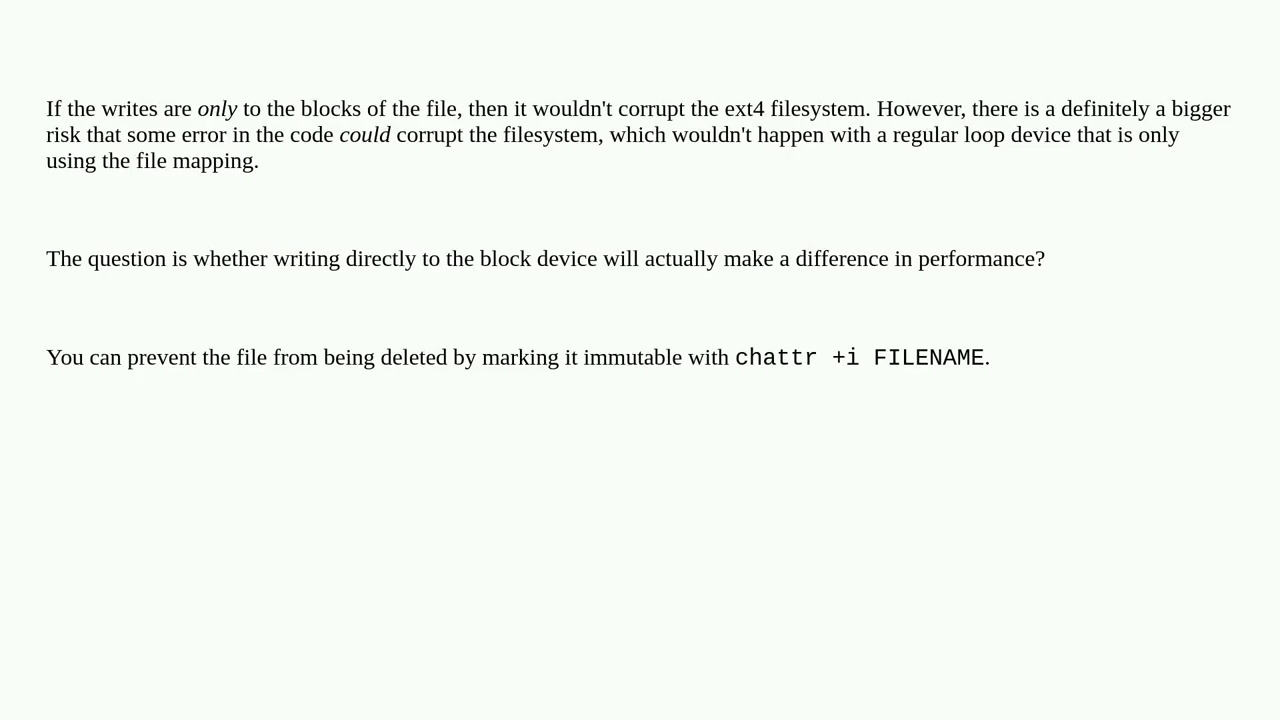 If the writes are only to the blocks of the file, then it wouldn't corrupt the ext4 filesystem. However, there is a definitely a bigger
risk that some error in the code could corrupt the filesystem, which wouldn't happen with a regular loop device that is only
using the file mapping.
The question is whether writing directly to the block device will actually make a difference in performance?
You can prevent the file from being deleted by marking it immutable with chattr +i FILENAME.